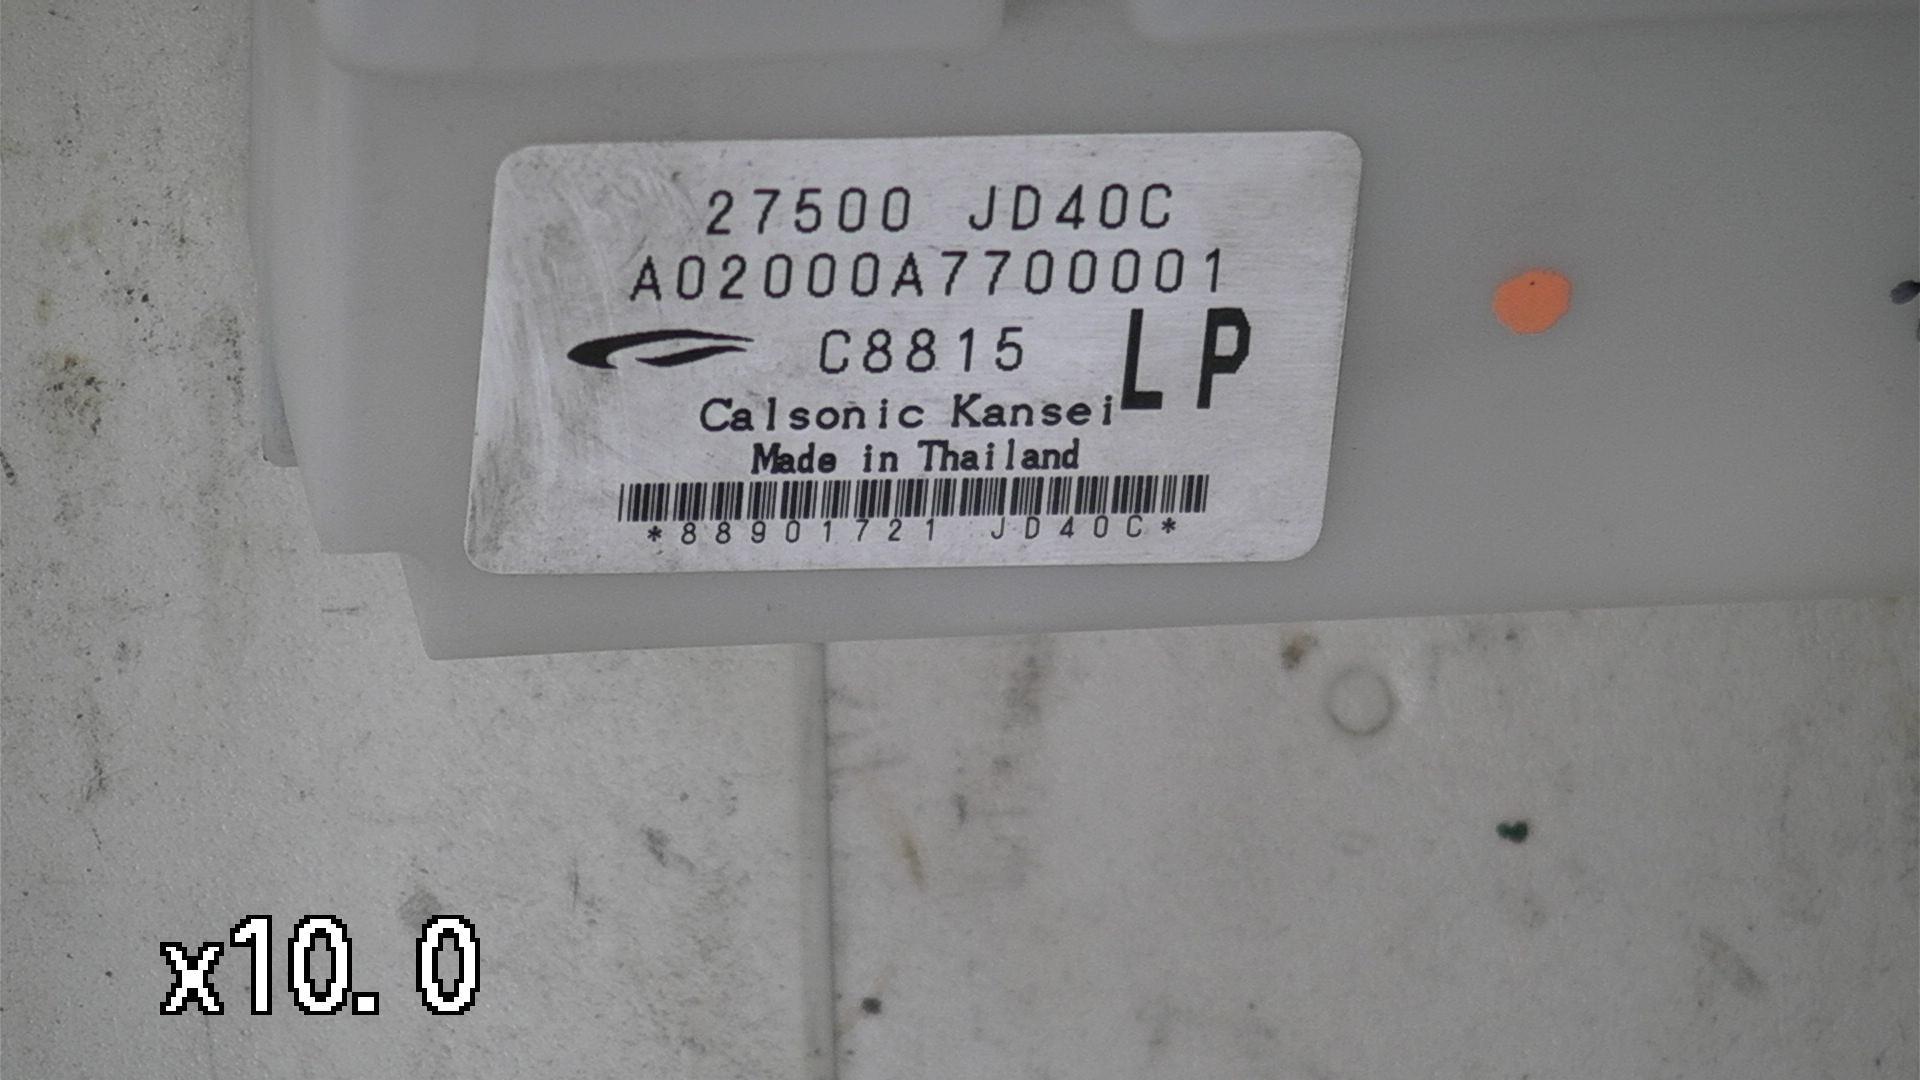 27500 JD40C
A02000A7700001
C8815 LP
Calsonic Kansei
Made in Thailand
*88901721 JD40C*
x10.0